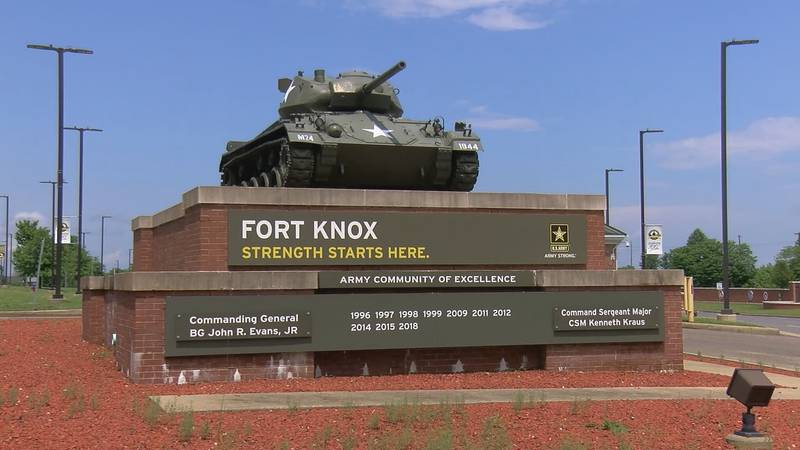 M24
1944
FORT KNOX
STRENGTH STARTS HERE.
U.S. ARMY
ARMY STRONG
ARMY COMMUNITY OF EXCELLENCE
Commanding General
BG John R. Evans, JR
1996 1997 1998 1999 2009 2011 2012
2014 2015 2018
Command Sergeant Major
CSM Kenneth Kraus